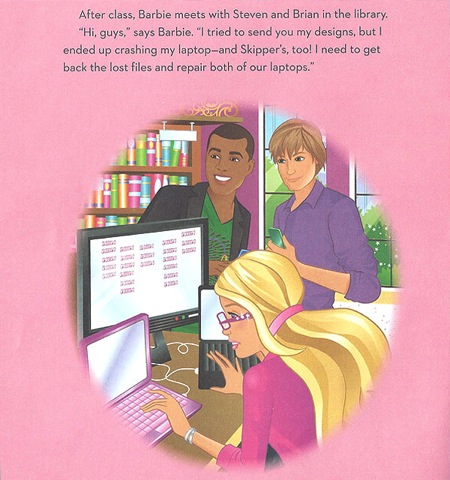 After class, Barbie meets with Steven and Brian in the library.
“Hi, guys,” says Barbie. “I tried to send you my designs, but I
ended up crashing my laptop—and Skipper’s, too! I need to get
back the lost files and repair both of our laptops.”